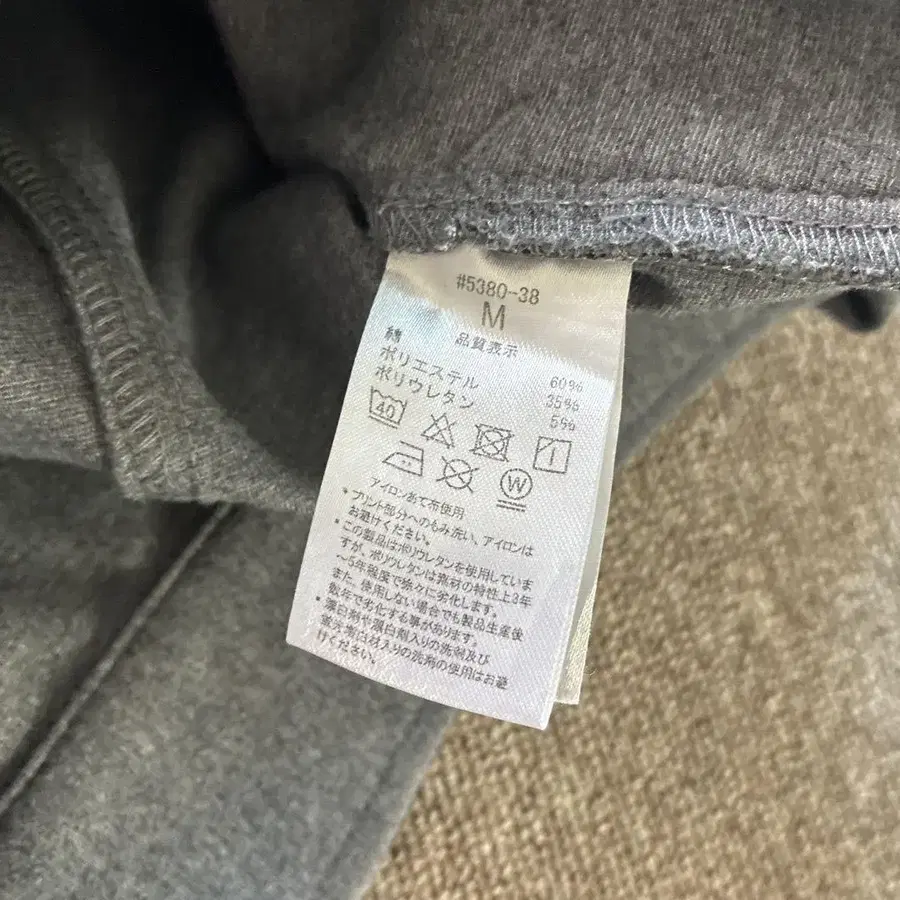 #5380-38
M
品質表示
綿 60%
ポリエステル 35%
ポリウレタン 5%
40
W
アイロンあて布使用
・プリント部分へのもみ洗い、アイロンは
お避けください。
・この製品はポリウレタンを使用していま
すが、ポリウレタンは素材の特性上3年
～5年程度で徐々に劣化します。
また、使用しない場合でも製品生産後
数年で劣化する事があります。
・漂白剤や漂白剤入りの洗剤及び
蛍光増白材入りの洗剤の使用はお避
けください。